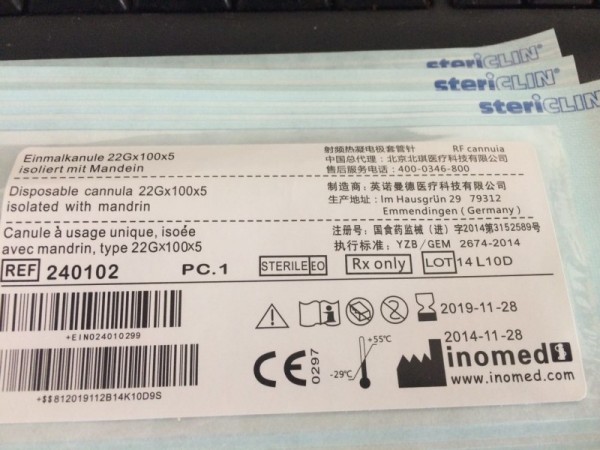 stericLIN®
stericLIN®
stericLIN®
Einmalkanule 22Gx100x5
isoliert mit Mandein
Disposable cannula 22Gx100x5
isolated with mandrin
Canule à usage unique, isoée
avec mandrin, type 22Gx100x5
REF 240102 PC.1
射频热凝电极套管针 RF cannula
中国总代理:北京北琪医疗科技有限公司
售后服务电话:400-0346-800
制造商:英诺曼德医疗科技有限公司
生产地址:Im Hausgrün 29 79312
Emmendingen ( Germany )
注册号:国食药监械(进)字2014第3152589号
执行标准:YZB/GEM 2674-2014
STERILE EO Rx only LOT 14 L10D
2019-11-28
+EIN024010299
2014-11-28
CE 0297
+55℃
-29℃
inomed
www.inomed.com
+$$812019112B14K10D9S